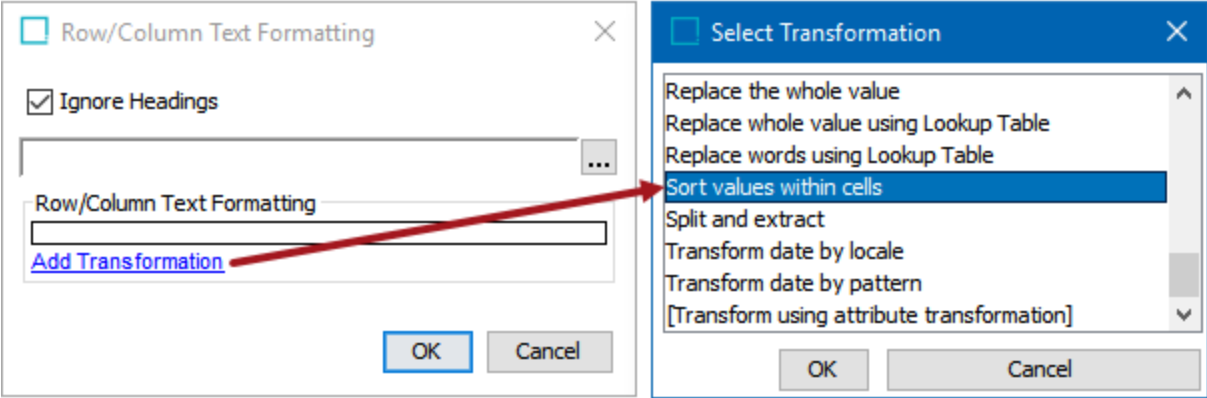 Row/Column Text Formatting
Ignore Headings
...
Row/Column Text Formatting
Add Transformation
OK Cancel
Select Transformation
Replace the whole value
Replace whole value using Lookup Table
Replace words using Lookup Table
Sort values within cells
Split and extract
Transform date by locale
Transform date by pattern
[Transform using attribute transformation]
OK Cancel